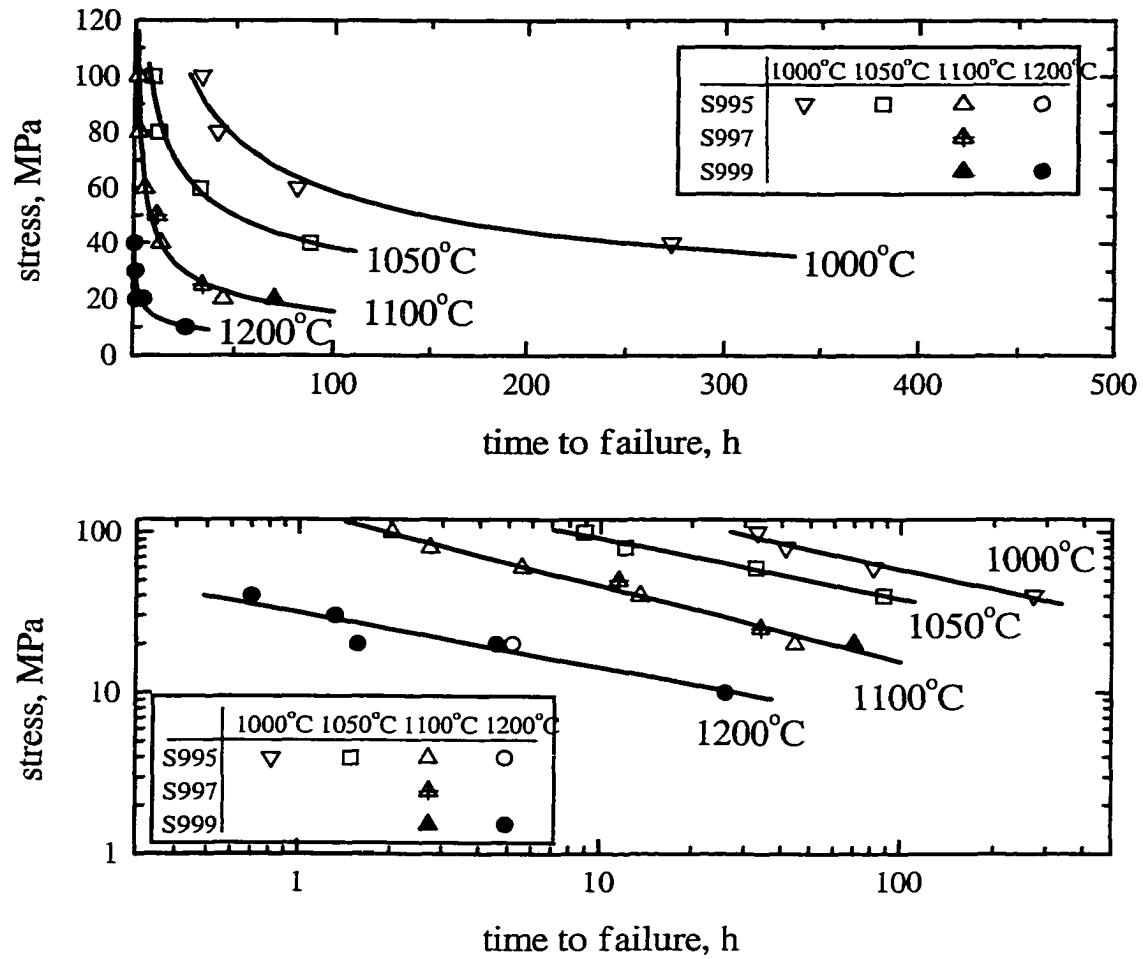 120
100
80
60
40
20
0
stress, MPa
1000°C 1050°C 1100°C 1200°C
S995
S997
S999
1050°C
1000°C
1100°C
1200°C
100 200 300 400 500
time to failure, h
100
10
1
stress, MPa
1000°C
1050°C
1100°C
1200°C
1000°C 1050°C 1100°C 1200°C
S995
S997
S999
1 10 100
time to failure, h